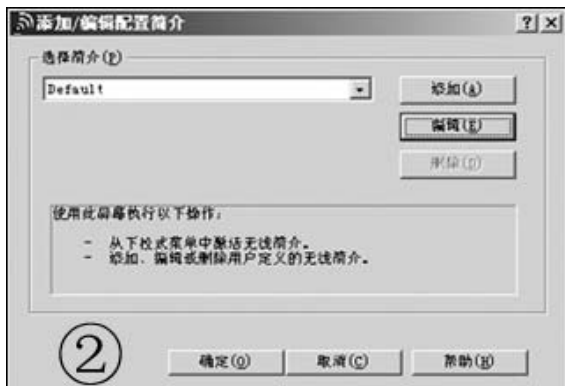 添加/编辑配置简介
选择简介(P)
Default
添加(A)
编辑(E)
删除(D)
使用此屏幕执行以下操作:
- 从下拉式菜单中激活无线简介。
- 添加、编辑或删除用户定义的无线简介。
②
确定(O)
取消(C)
帮助(H)